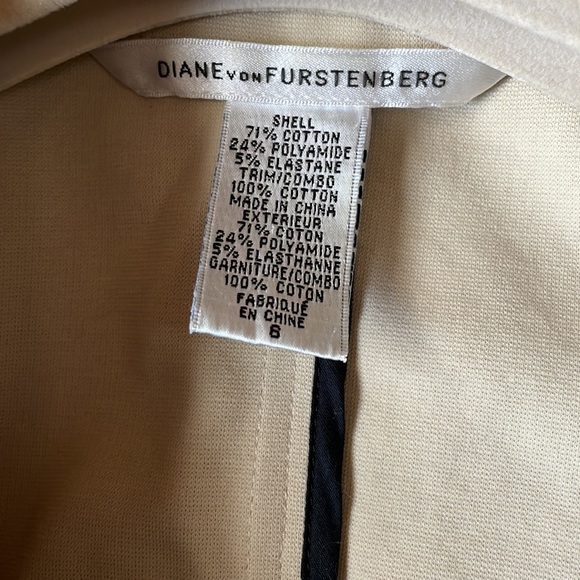 DIANE VON FURSTENBERG
SHELL
71% COTTON
24% POLYAMIDE
5% ELASTANE
TRIM/COMBO
100% COTTON
MADE IN CHINA
EXTERIEUR
71% COTON
24% POLYAMIDE
5% ELASTHANNE
GARNITURE/COMBO
100% COTON
FABRIQUÉ
EN CHINE
8